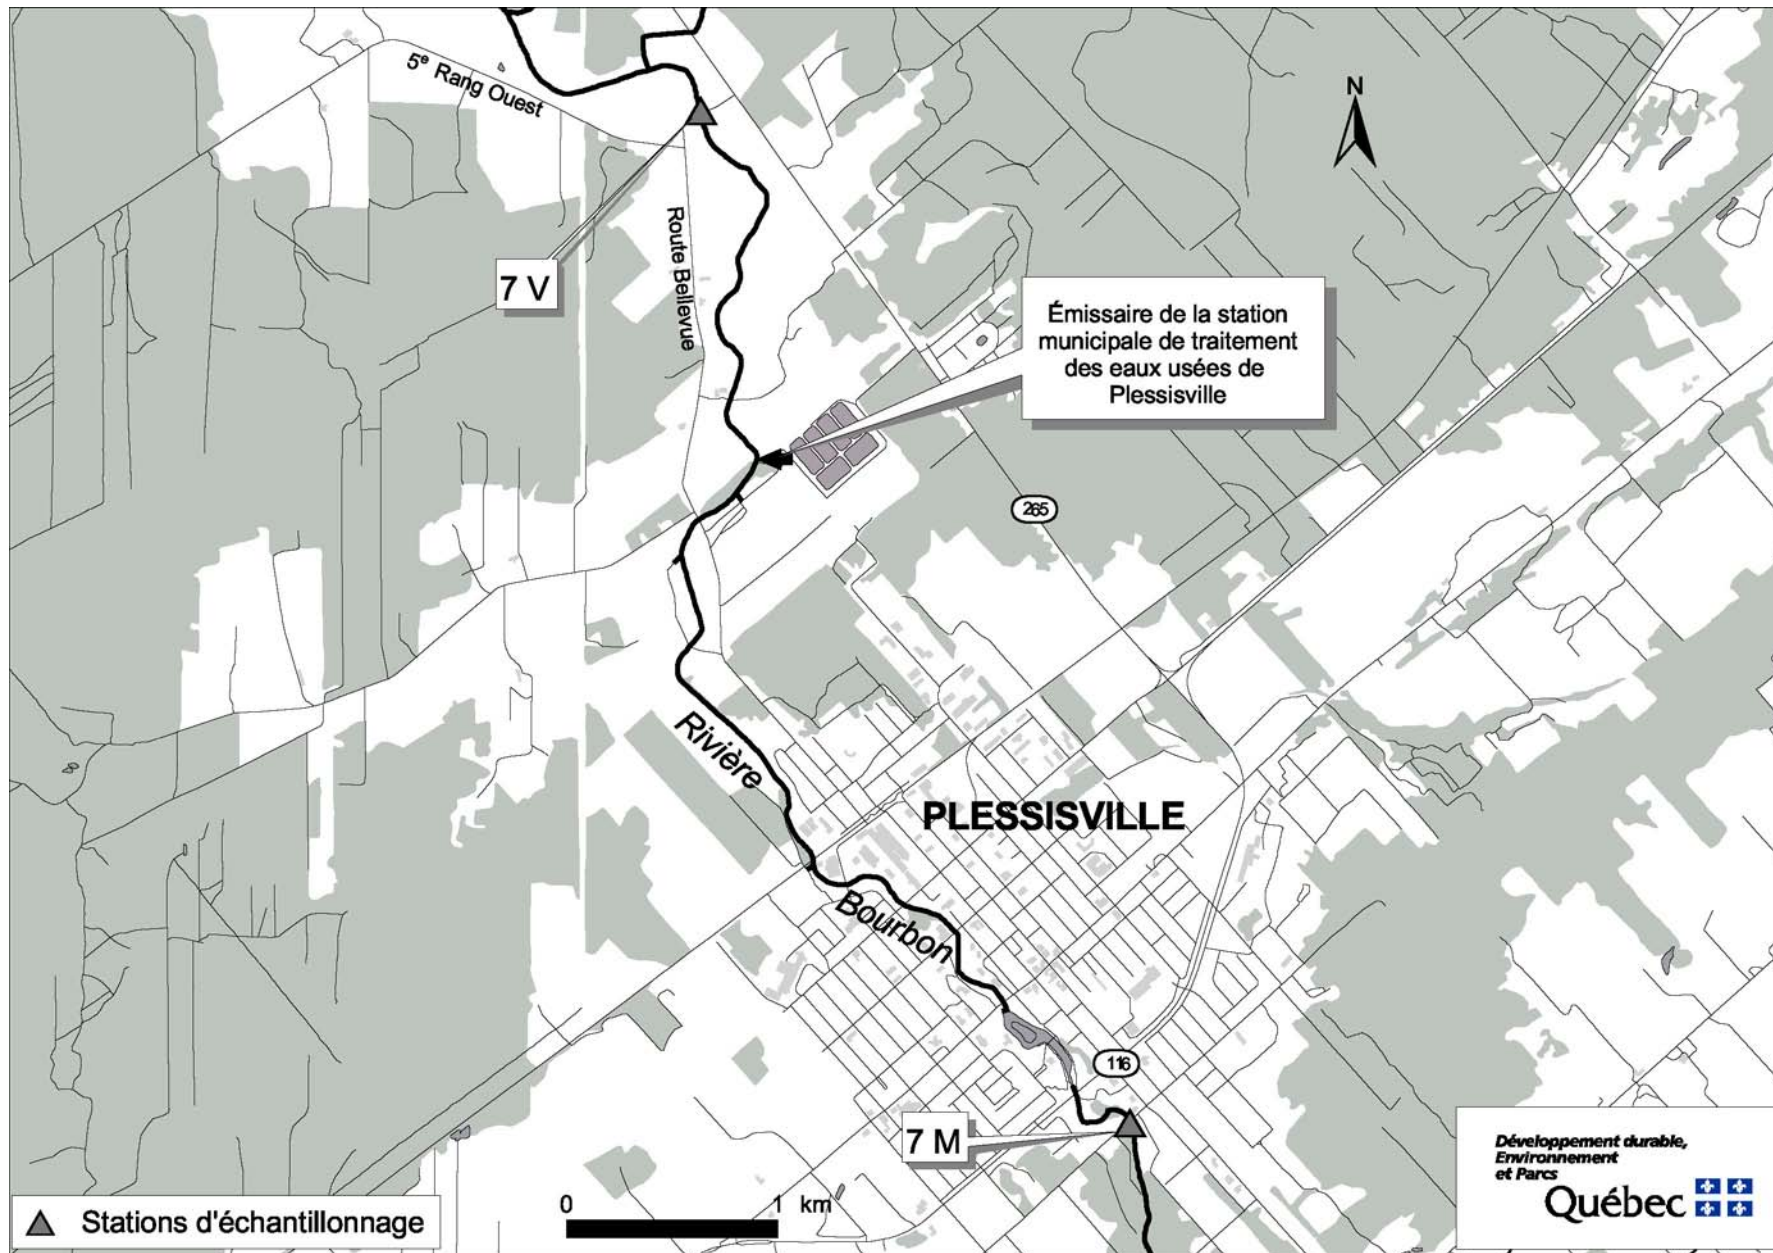 5e Rang Ouest
N
Route Bellevue
7 V
Émissaire de la station
municipale de traitement
des eaux usées de
Plessisville
265
Rivière
PLESSISVILLE
Bourbon
116
7 M
Stations d'échantillonnage
0 1 km
Développement durable,
Environnement
et Parcs
Québec